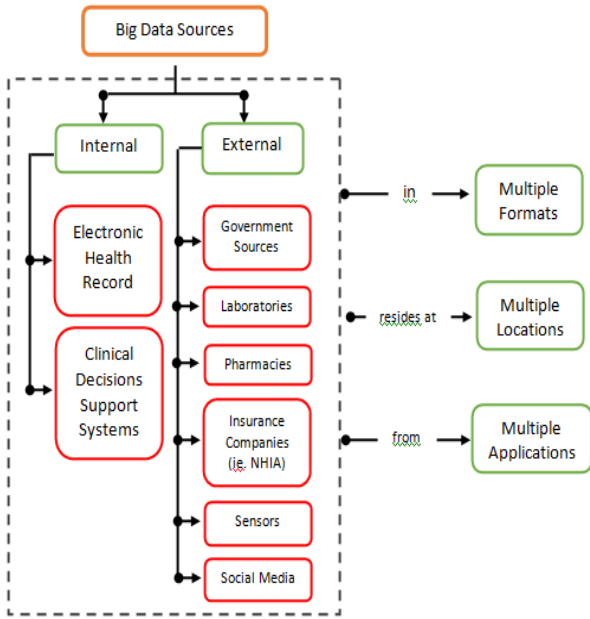 Big Data Sources
Internal
External
Electronic
Health
Record
Clinical
Decisions
Support
Systems
Government
Sources
Laboratories
Pharmacies
Insurance
Companies
(ie. NHIA)
Sensors
Social Media
in
Multiple
Formats
resides at
Multiple
Locations
from
Multiple
Applications